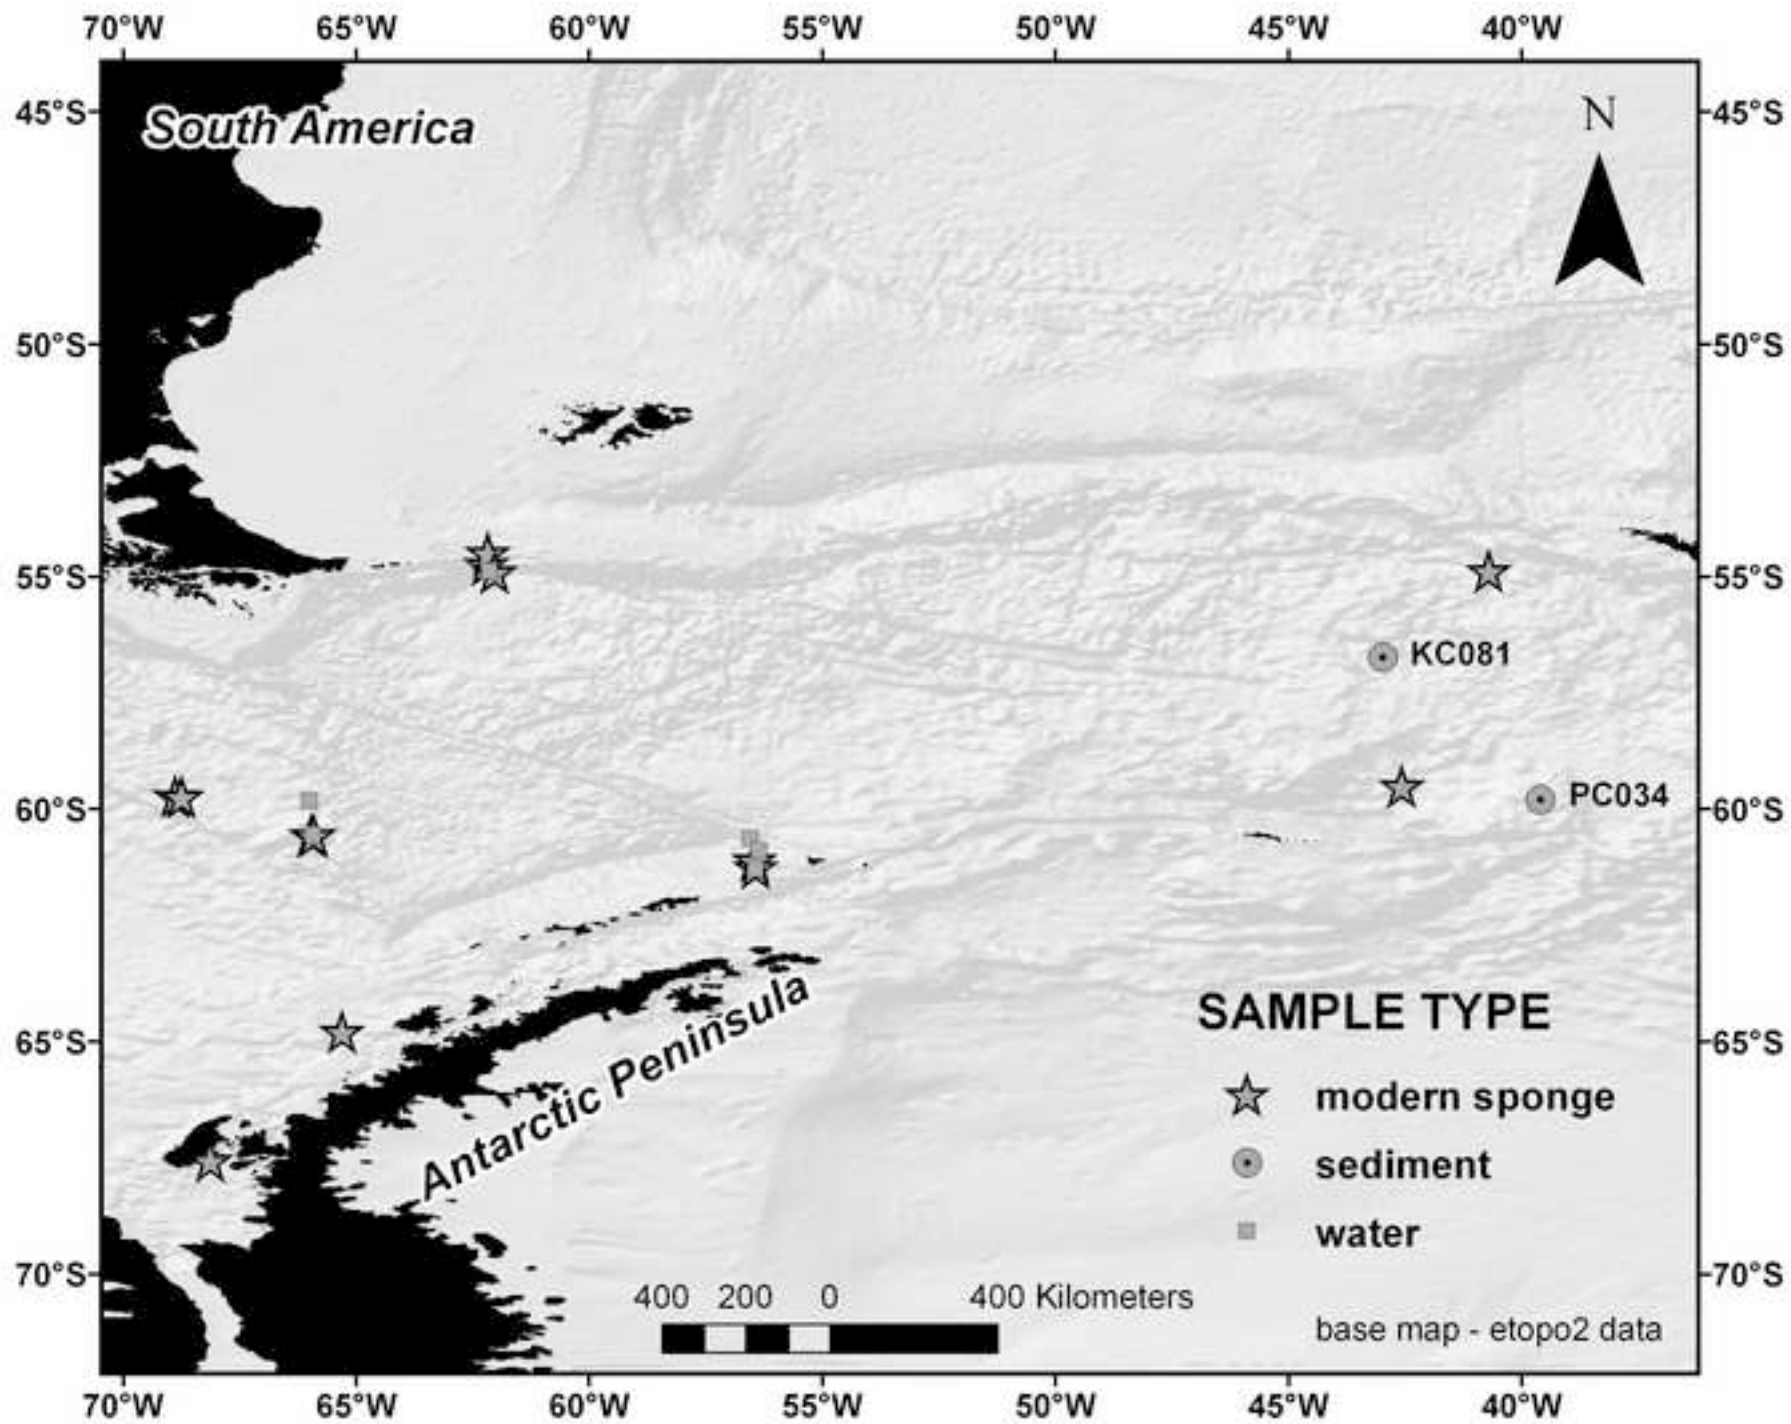 70°W 65°W 60°W 55°W 50°W 45°W 40°W
45°S 45°S
South America
N
50°S 50°S
55°S 55°S
KC081
60°S 60°S
PC034
Antarctic Peninsula
SAMPLE TYPE
65°S 65°S
modern sponge
sediment
water
70°S 70°S
400 200 0 400 Kilometers
base map - etopo2 data
70°W 65°W 60°W 55°W 50°W 45°W 40°W